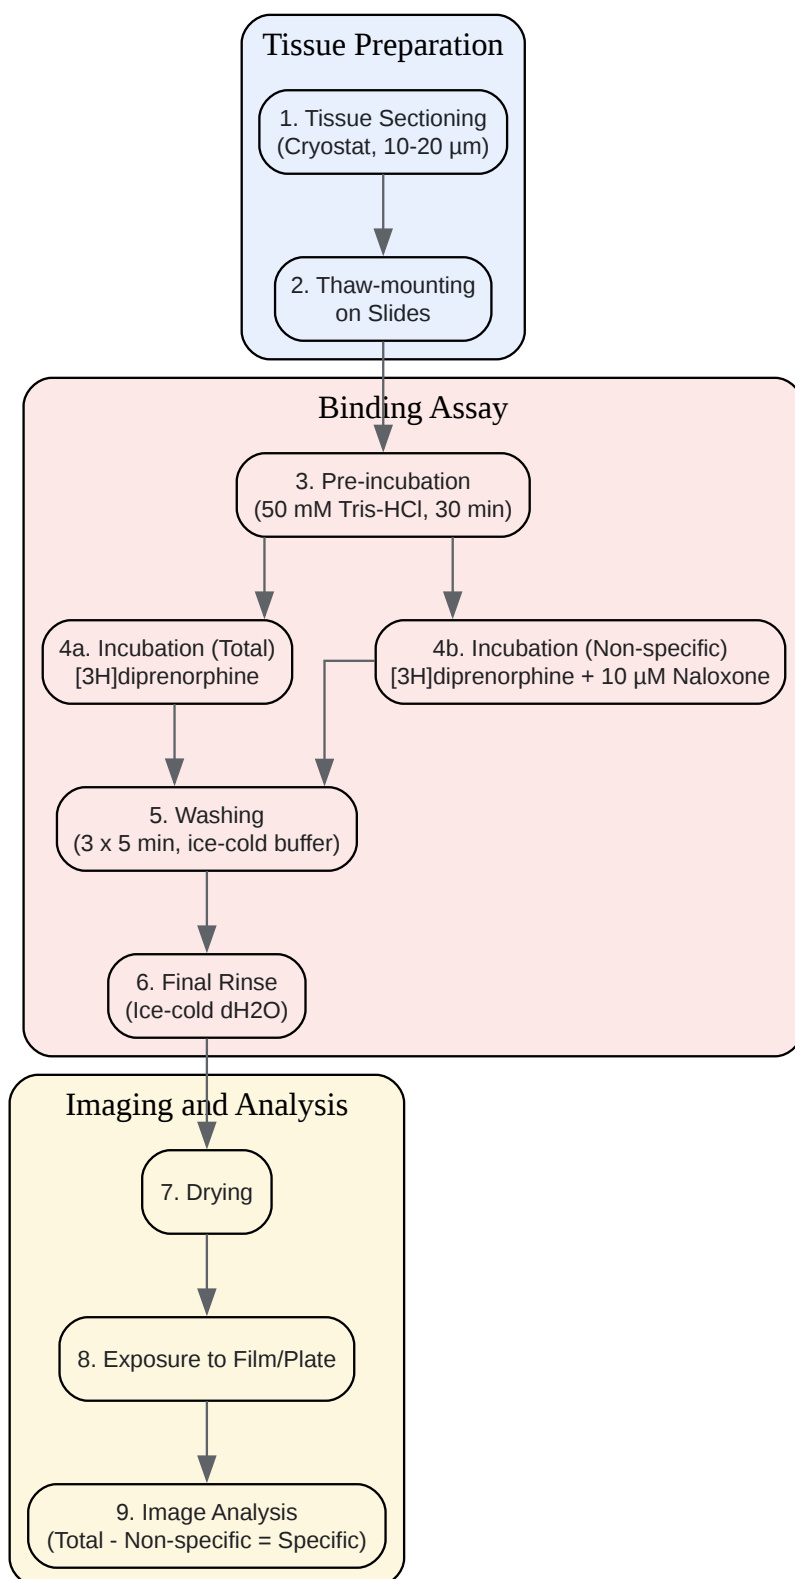 Tissue Preparation
1. Tissue Sectioning
(Cryostat, 10-20 µm)
2. Thaw-mounting
on Slides
Binding Assay
3. Pre-incubation
(50 mM Tris-HCl, 30 min)
4a. Incubation (Total)
[3H]diprenorphine
4b. Incubation (Non-specific)
[3H]diprenorphine + 10 µM Naloxone
5. Washing
(3 x 5 min, ice-cold buffer)
6. Final Rinse
(Ice-cold dH2O)
Imaging and Analysis
7. Drying
8. Exposure to Film/Plate
9. Image Analysis
(Total - Non-specific = Specific)